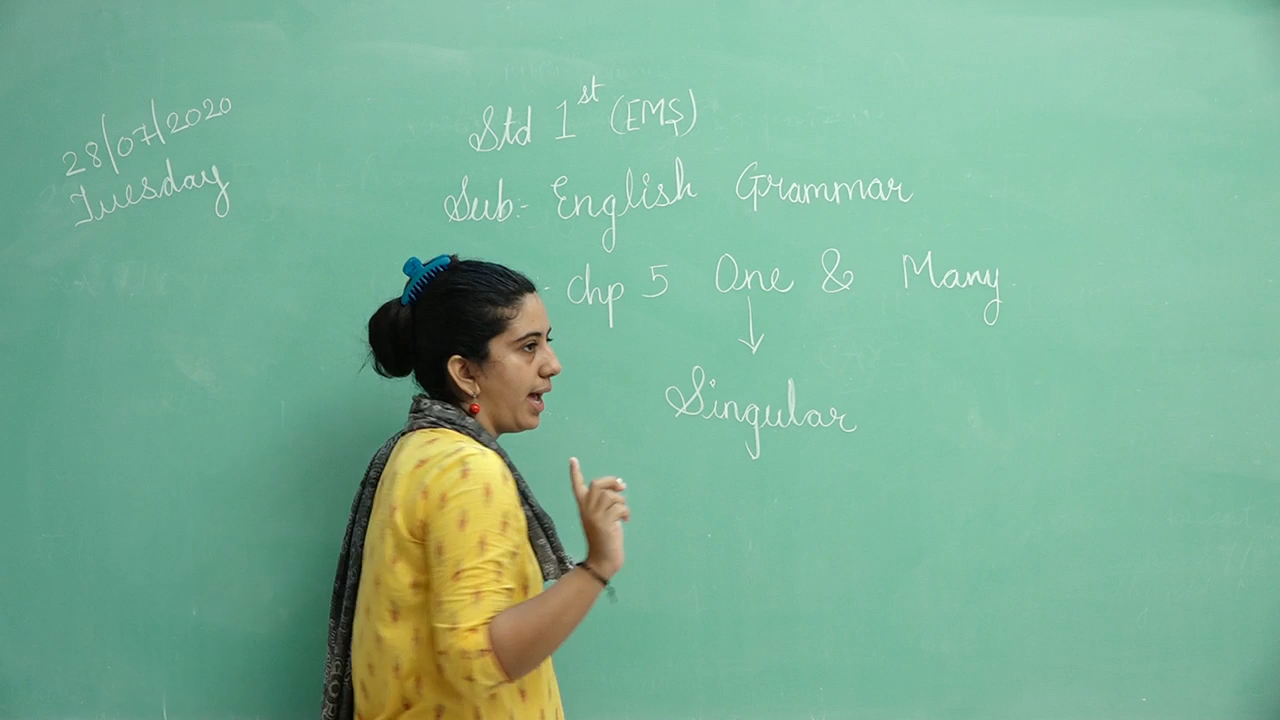 28/07/2020
Tuesday
Std 1st (EMS)
Sub:- English Grammar
- Chp 5 One & Many
↓
Singular